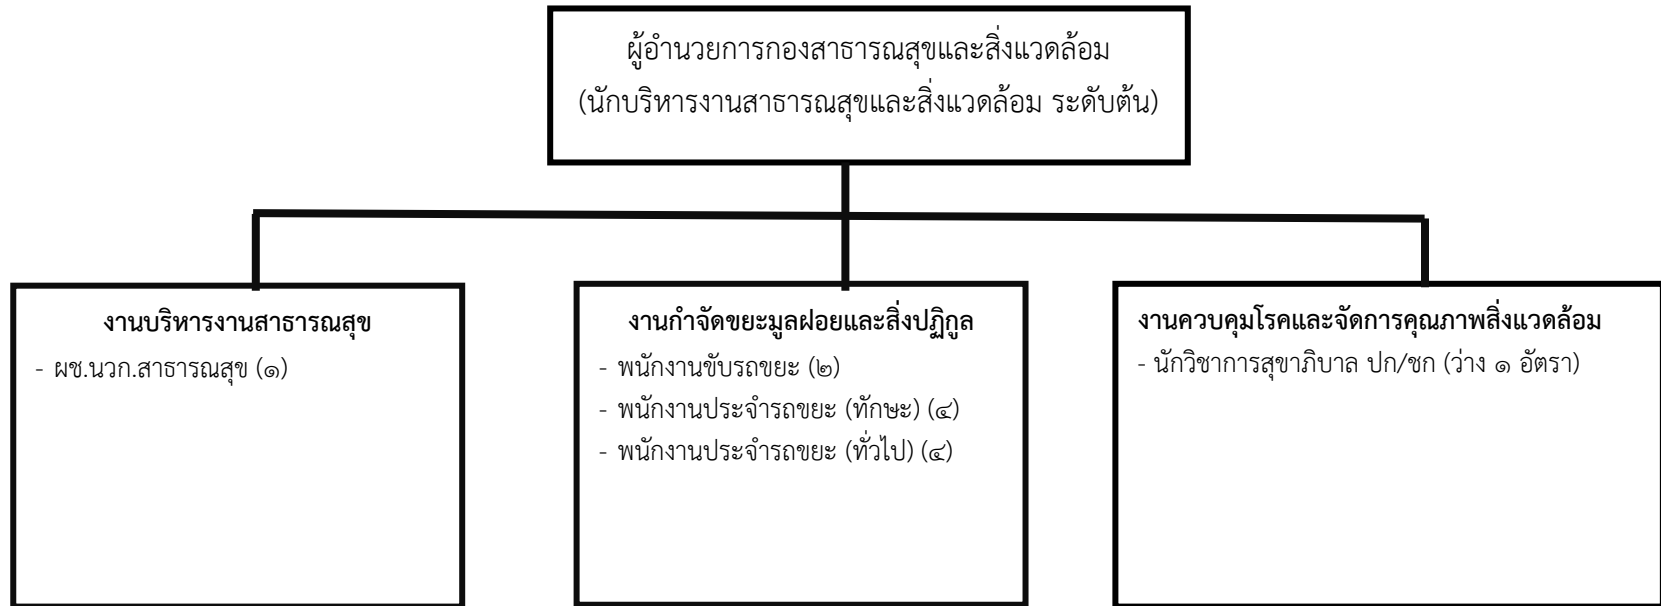 ผู้อำนวยการกองสาธารณสุขและสิ่งแวดล้อม
(นักบริหารงานสาธารณสุขและสิ่งแวดล้อม ระดับต้น)
งานบริหารงานสาธารณสุข
- ผช.นวก.สาธารณสุข (๑)
งานกำจัดขยะมูลฝอยและสิ่งปฏิกูล
- พนักงานขับรถขยะ (๒)
- พนักงานประจำรถขยะ (ทักษะ) (๔)
- พนักงานประจำรถขยะ (ทั่วไป) (๔)
งานควบคุมโรคและจัดการคุณภาพสิ่งแวดล้อม
- นักวิชาการสุขาภิบาล ปก/ชก (ว่าง ๑ อัตรา)